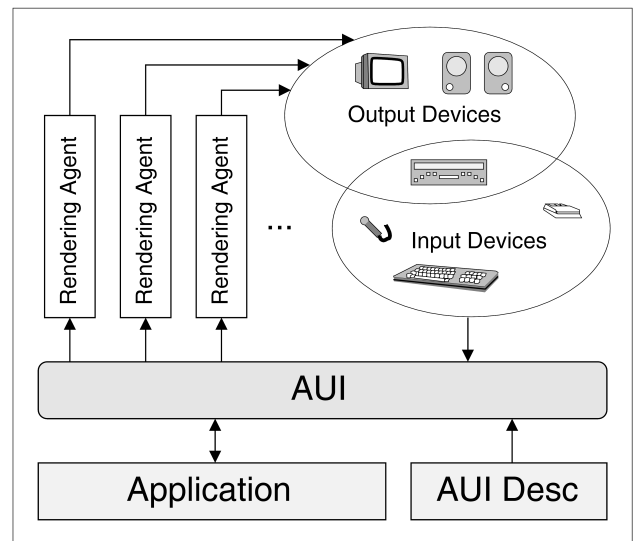 Output Devices
Rendering Agent
Rendering Agent
Rendering Agent
...
Input Devices
AUI
Application
AUI Desc